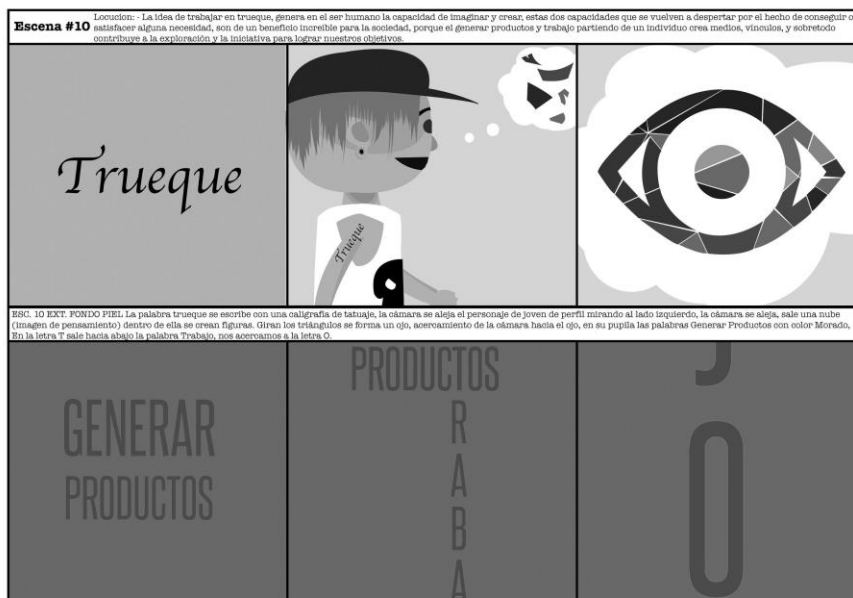 Escena #10
Locucion: - La idea de trabajar en trueque, genera en el ser humano la capacidad de imaginar y crear, estas dos capacidades que se vuelven a despertar por el hecho de conseguir o
satisfacer alguna necesidad, son de un beneficio increible para la sociedad, porque el generar productos y trabajo partiendo de un individuo crea medios, vinculos, y sobretodo
contribuye a la exploración y la iniciativa para lograr nuestros objetivos.
Trueque
Trueque
ESC. 10 EXT. FONDO PIEL La palabra trueque se escribe con una caligrafia de tatuaje, la cámara se aleja el personaje de joven de perfil mirando al lado izquierdo, la cámara se aleja, sale una nube
(imagen de pensamiento) dentro de ella se crean figuras. Giran los triángulos se forma un ojo, acercamiento de la cámara hacia el ojo, en su pupila las palabras Generar Productos con color Morado,
En la letra T sale hacia abajo la palabra Trabajo, nos acercamos a la letra O.
GENERAR
PRODUCTOS
PRODUCTOS
R
A
B
A
J
O